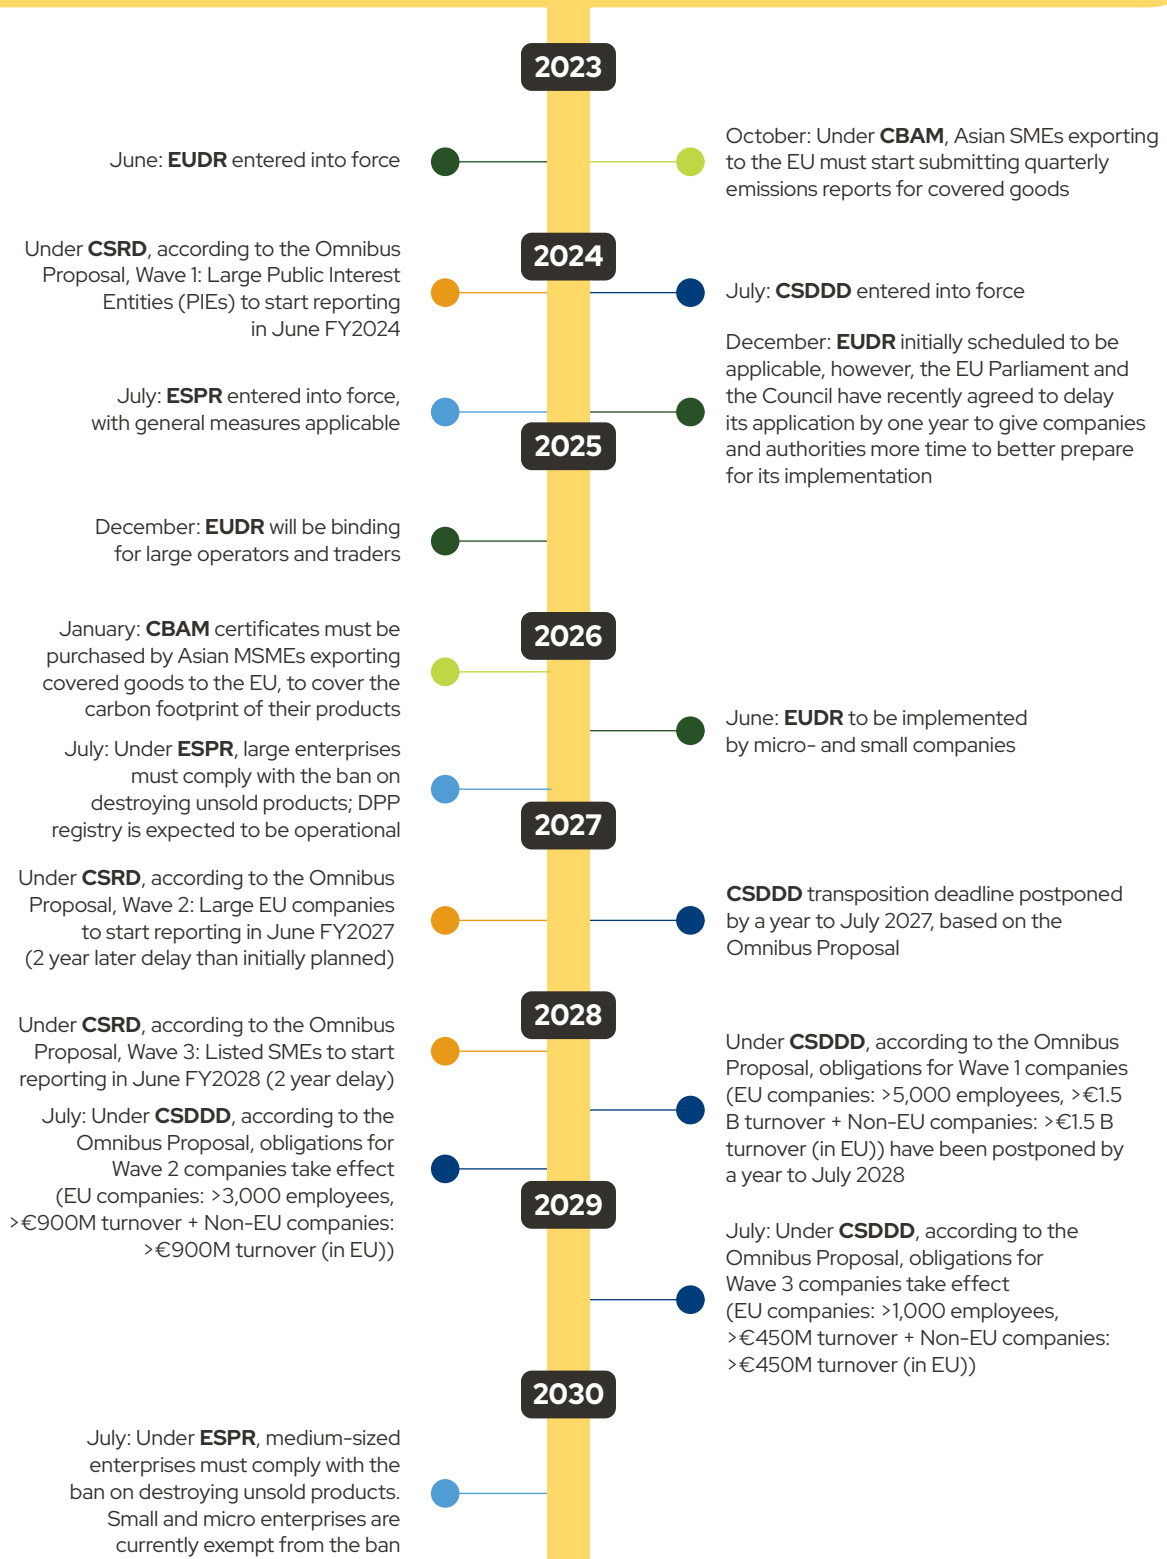 2023
June: EUDR entered into force
October: Under CBAM, Asian SMEs exporting
to the EU must start submitting quarterly
emissions reports for covered goods
2024
Under CSRD, according to the Omnibus
Proposal, Wave 1: Large Public Interest
Entities (PIEs) to start reporting
in June FY2024
July: CSDDD entered into force
July: ESPR entered into force,
with general measures applicable
December: EUDR initially scheduled to be
applicable, however, the EU Parliament and
the Council have recently agreed to delay
its application by one year to give companies
and authorities more time to better prepare
for its implementation
2025
December: EUDR will be binding
for large operators and traders
2026
January: CBAM certificates must be
purchased by Asian MSMEs exporting
covered goods to the EU, to cover the
carbon footprint of their products
June: EUDR to be implemented
by micro- and small companies
July: Under ESPR, large enterprises
must comply with the ban on
destroying unsold products; DPP
registry is expected to be operational
2027
Under CSRD, according to the Omnibus
Proposal, Wave 2: Large EU companies
to start reporting in June FY2027
(2 year later delay than initially planned)
CSDDD transposition deadline postponed
by a year to July 2027, based on the
Omnibus Proposal
2028
Under CSRD, according to the Omnibus
Proposal, Wave 3: Listed SMEs to start
reporting in June FY2028 (2 year delay)
Under CSDDD, according to the Omnibus
Proposal, obligations for Wave 1 companies
(EU companies: >5,000 employees, >€1.5
B turnover + Non-EU companies: >€1.5 B
turnover (in EU)) have been postponed by
a year to July 2028
July: Under CSDDD, according to the
Omnibus Proposal, obligations for
Wave 2 companies take effect
(EU companies: >3,000 employees,
>€900M turnover + Non-EU companies:
>€900M turnover (in EU))
2029
July: Under CSDDD, according to the
Omnibus Proposal, obligations for
Wave 3 companies take effect
(EU companies: >1,000 employees,
>€450M turnover + Non-EU companies:
>€450M turnover (in EU))
2030
July: Under ESPR, medium-sized
enterprises must comply with the
ban on destroying unsold products.
Small and micro enterprises are
currently exempt from the ban